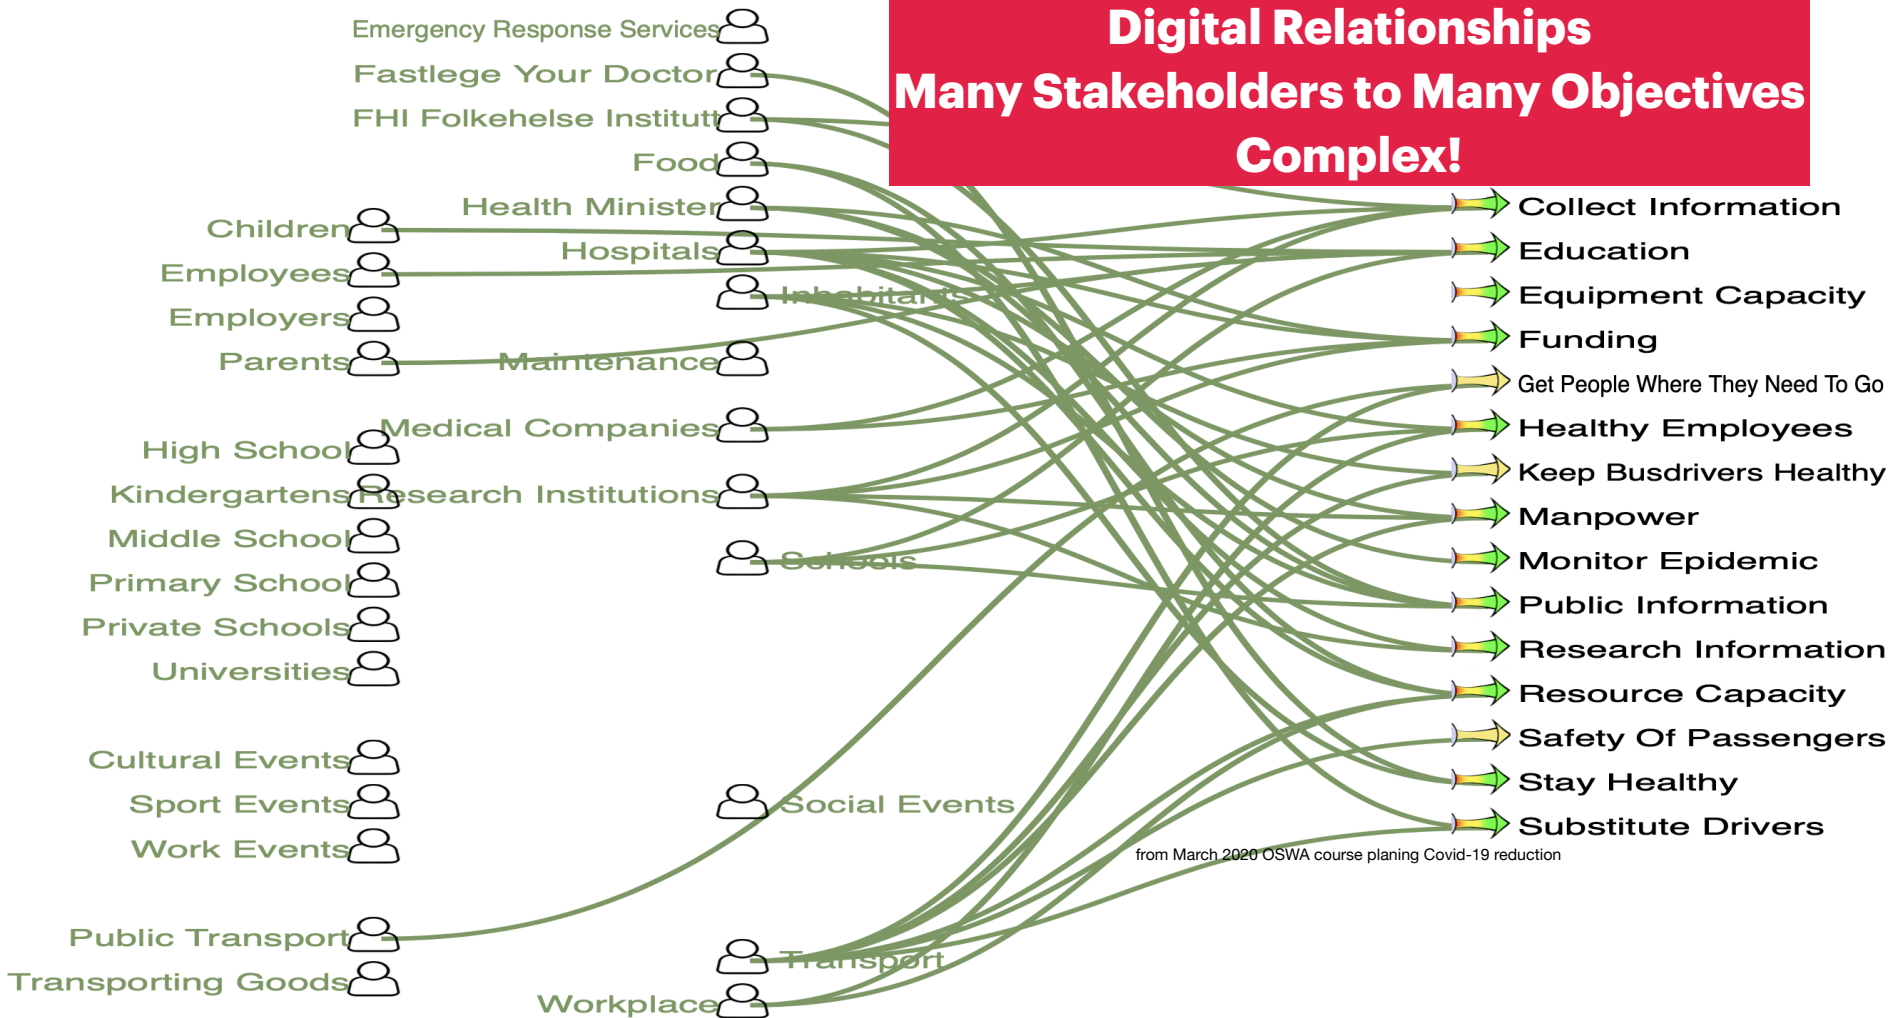 Digital Relationships
Many Stakeholders to Many Objectives
Complex!
Emergency Response Services
Fastlege Your Doctor
FHI Folkehelse Institutt
Food
Health Minister
Hospitals
Inhabitants
Maintenance
Medical Companies
Research Institutions
Schools
Social Events
Transport
Workplace
Children
Employees
Employers
Parents
High School
Kindergartens
Middle School
Primary School
Private Schools
Universities
Cultural Events
Sport Events
Work Events
Public Transport
Transporting Goods
Collect Information
Education
Equipment Capacity
Funding
Get People Where They Need To Go
Healthy Employees
Keep Busdrivers Healthy
Manpower
Monitor Epidemic
Public Information
Research Information
Resource Capacity
Safety Of Passengers
Stay Healthy
Substitute Drivers
from March 2020 OSWA course planing Covid-19 reduction